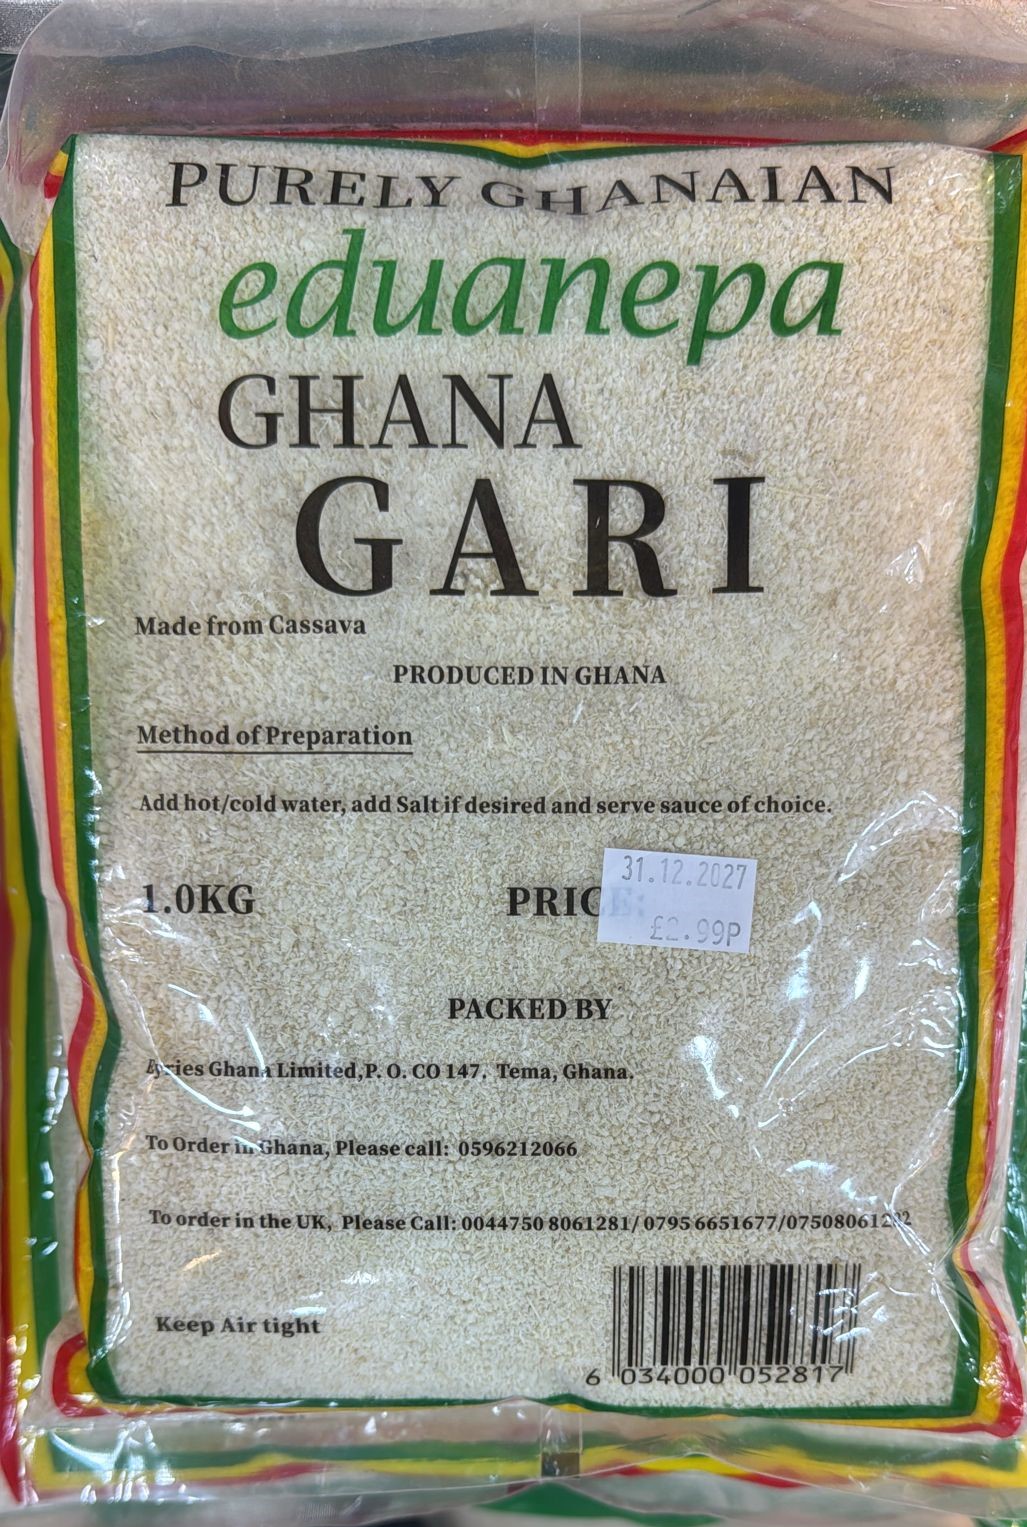 PURELY GHANAIAN
eduanepa
GHANA
GARI
Made from Cassava
PRODUCED IN GHANA
Method of Preparation
Add hot/cold water, add Salt if desired and serve sauce of choice.
31.12.2027
1.0KG PRICE:
£2.99P
PACKED BY
Eyries Ghana Limited,P. O. CO 147. Tema, Ghana.
To Order in Ghana, Please call: 0596212066
To order in the UK, Please Call: 0044750 8061281/ 0795 6651677/
Keep Air tight
6 034000 052817